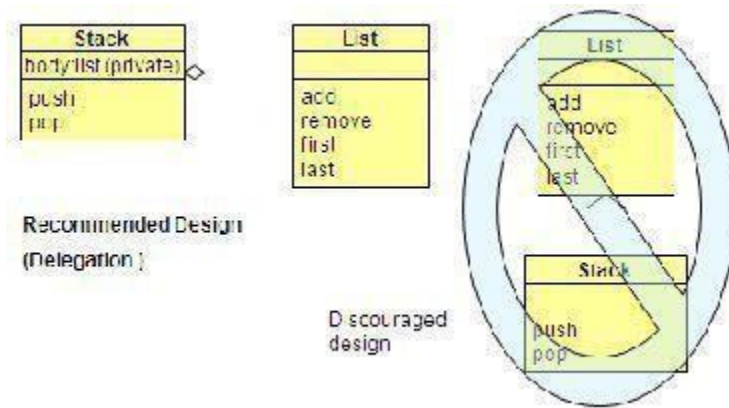 Stack
body:list (private)
push
pop
List
add
remove
first
last
Recommended Design
(Delegation )
List
add
remove
first
last
Stack
push
pop
Discouraged
design